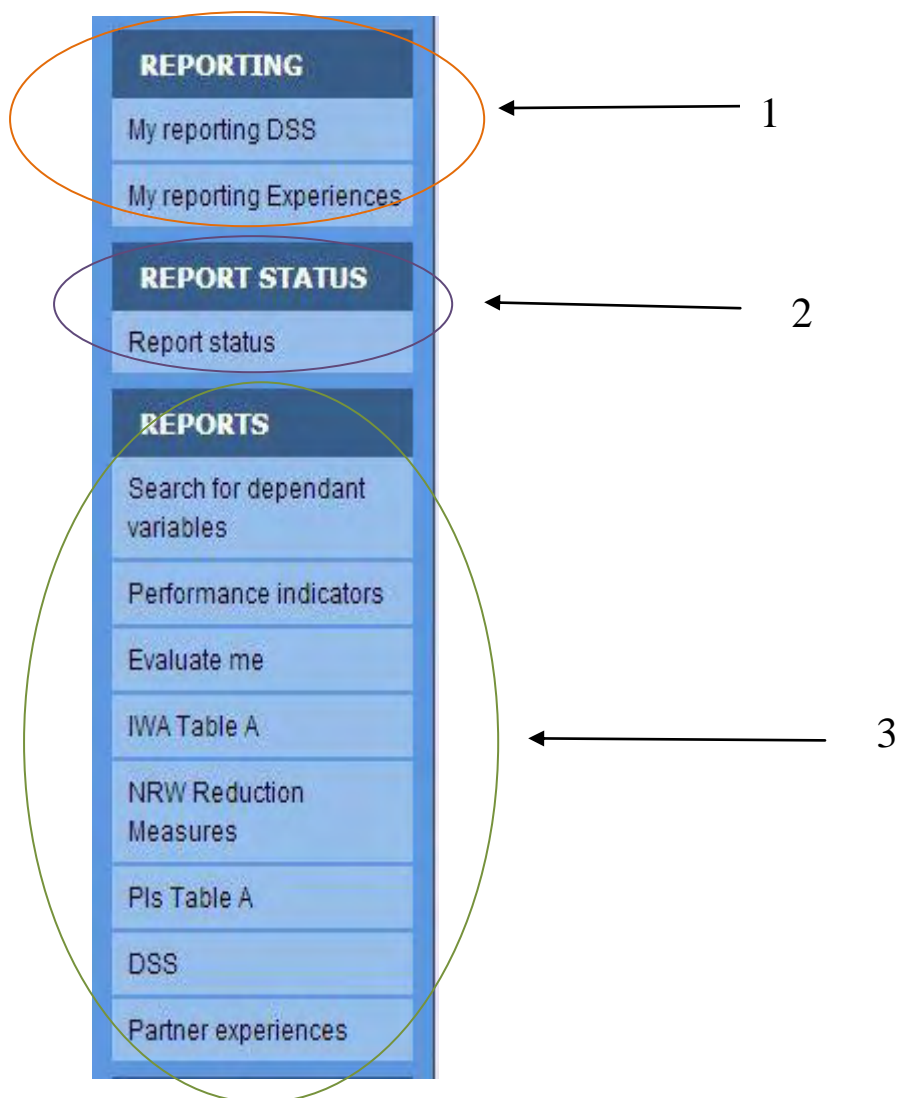 REPORTING
My reporting DSS
My reporting Experiences
1
REPORT STATUS
Report status
2
REPORTS
Search for dependant
variables
Performance indicators
Evaluate me
IWA Table A
NRW Reduction
Measures
PIs Table A
DSS
Partner experiences
3